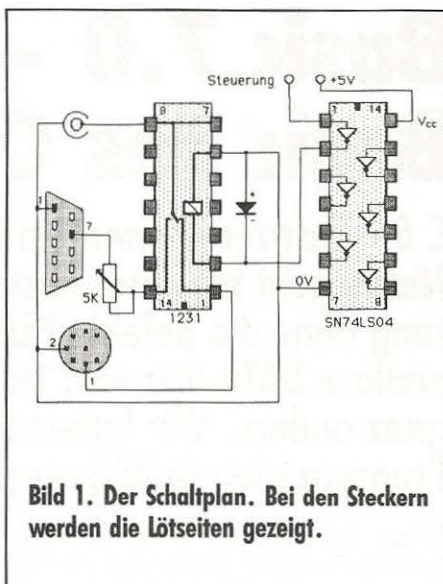 Steuerung
+5V
8
7
1
14
Vcc
1
7
5K
14
1
0V
1231
7
8
SN74LS04
2
1
Bild 1. Der Schaltplan. Bei den Steckern
werden die Lötseiten gezeigt.